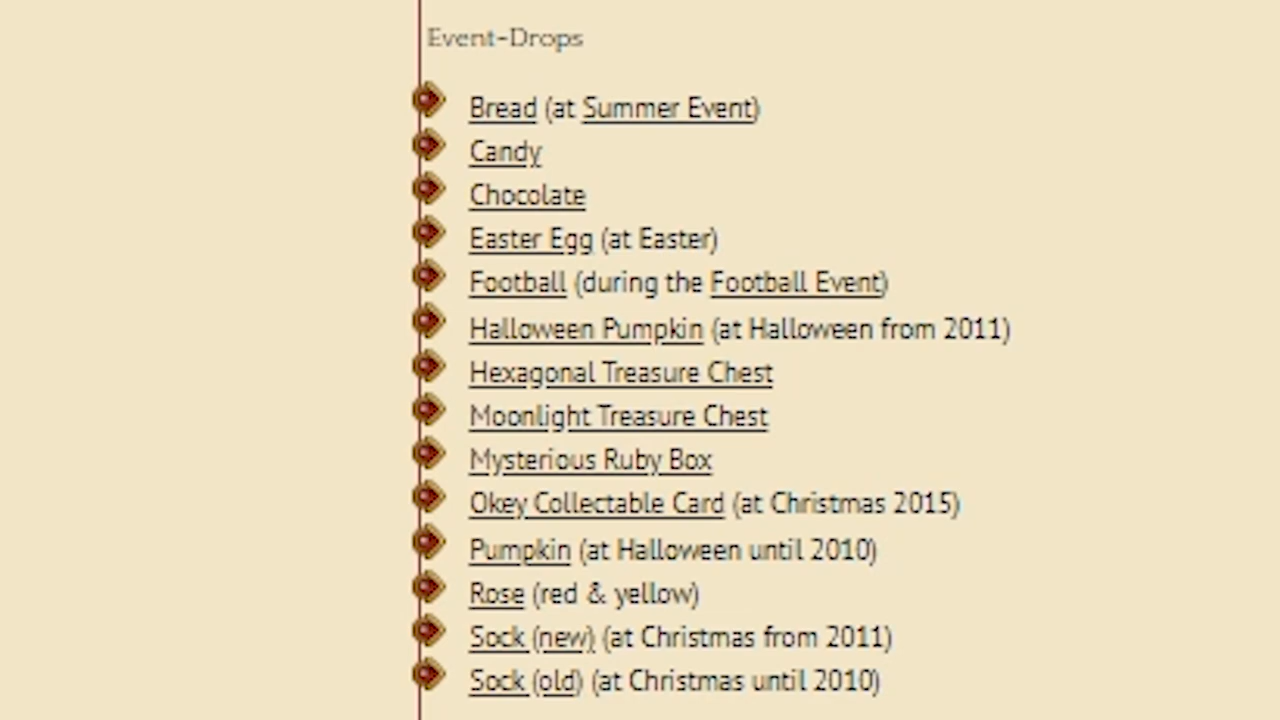 Event-Drops
Bread (at Summer Event)
Candy
Chocolate
Easter Egg (at Easter)
Football (during the Football Event)
Halloween Pumpkin (at Halloween from 2011)
Hexagonal Treasure Chest
Moonlight Treasure Chest
Mysterious Ruby Box
Okey Collectable Card (at Christmas 2015)
Pumpkin (at Halloween until 2010)
Rose (red & yellow)
Sock (new) (at Christmas from 2011)
Sock (old) (at Christmas until 2010)